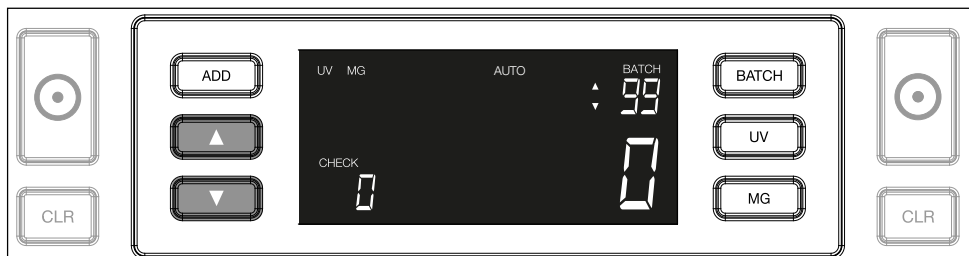 ADD
UV MG AUTO BATCH
99
BATCH
UV
CHECK
0
0
MG
CLR
CLR